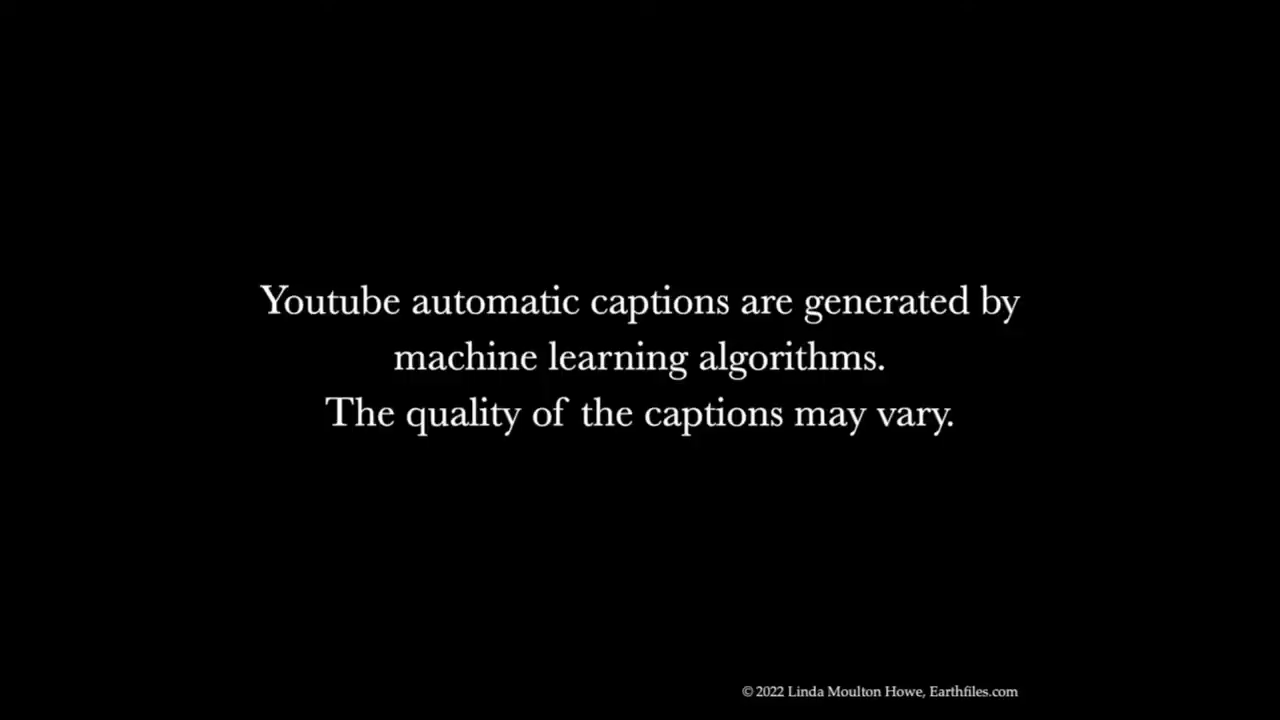 Youtube automatic captions are generated by
machine learning algorithms.
The quality of the captions may vary.
© 2022 Linda Moulton Howe, Earthfiles.com